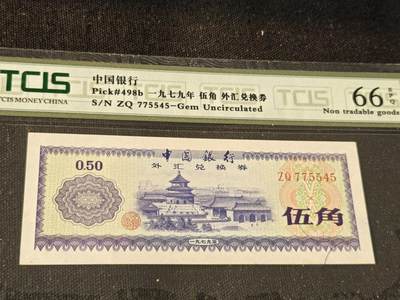 TCIS
TCIS MONEY CHINA
中国银行
Pick#498b 一九七九年 伍角 外汇兑换券
S/N ZQ 775545-Gem Uncirculated
66 EPQ
Non tradable goods
0.50
中国银行
外汇兑换券
ZQ 775545
伍角
一九七九年